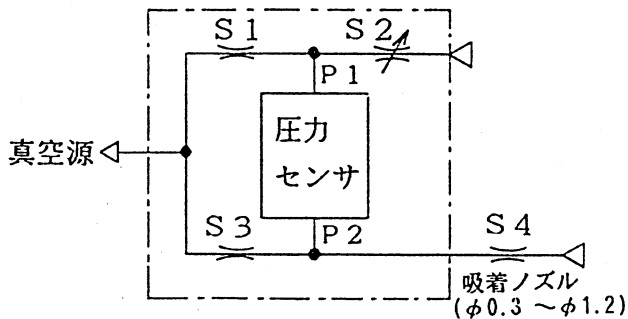 S1
S2
P1
圧力
センサ
真空源
S3
P2
S4
吸着ノズル
(φ0.3 ～φ1.2)